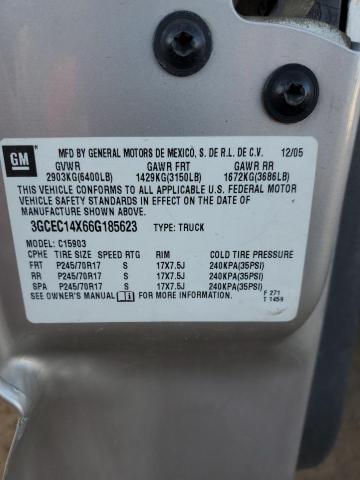 GM
MFD BY GENERAL MOTORS DE MEXICO, S. DE R.L. DE C.V. 12/05
GVWR GAWR FRT GAWR RR
2903KG(6400LB) 1429KG(3150LB) 1672KG(3686LB)
THIS VEHICLE CONFORMS TO ALL APPLICABLE U.S. FEDERAL MOTOR
VEHICLE SAFETY STANDARDS IN EFFECT ON THE DATE OF
MANUFACTURE SHOWN ABOVE.
3GCEC14X66G185623 TYPE: TRUCK
MODEL: C15903
CPHE TIRE SIZE SPEED RTG RIM COLD TIRE PRESSURE
FRT P245/70R17 S 17X7.5J 240KPA(35PSI)
RR P245/70R17 S 17X7.5J 240KPA(35PSI)
SPA P245/70R17 S 17X7.5J 240KPA(35PSI)
SEE OWNER'S MANUAL FOR MORE INFORMATION.
F 271
T 1459